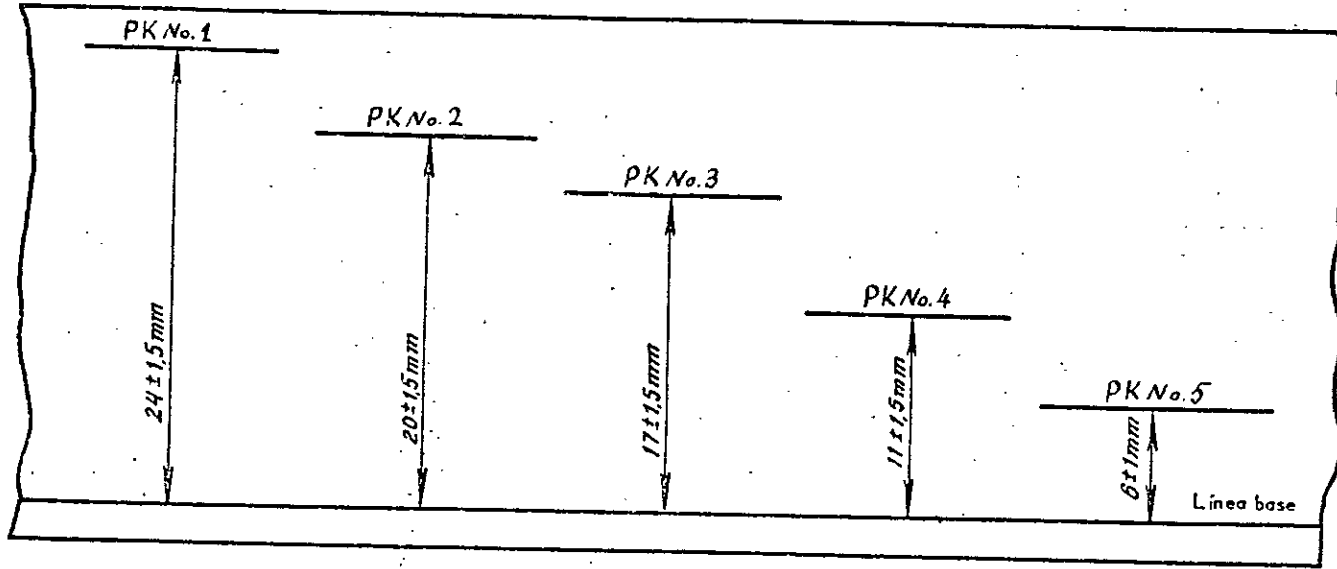 PK No.1
PK No.2
PK No.3
PK No.4
PK No.5
24±1,5mm
20±1,5mm
17±1,5mm
11±1,5mm
6±1mm
Línea base